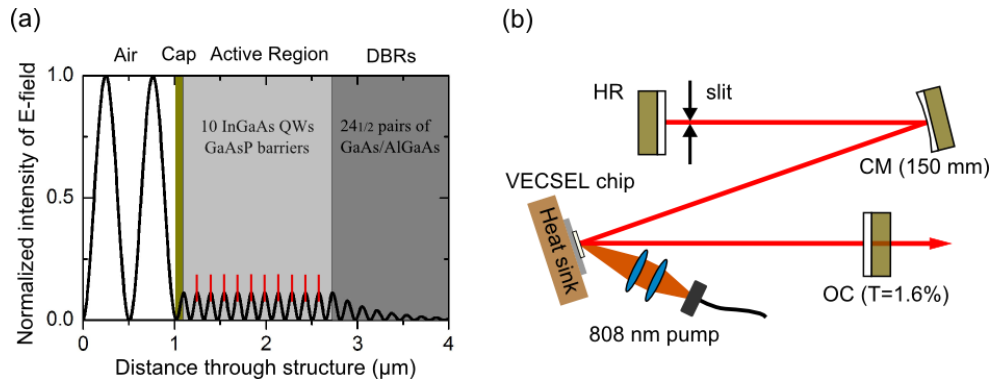 (a)
Air Cap Active Region DBRs
Normalized intensity of E-field
1.0
0.5
0.0
10 InGaAs QWs
GaAsP barriers
241/2 pairs of
GaAs/AlGaAs
0 1 2 3 4
Distance through structure (μm)
(b)
HR
slit
CM (150 mm)
VECSEL chip
Heat sink
OC (T=1.6%)
808 nm pump